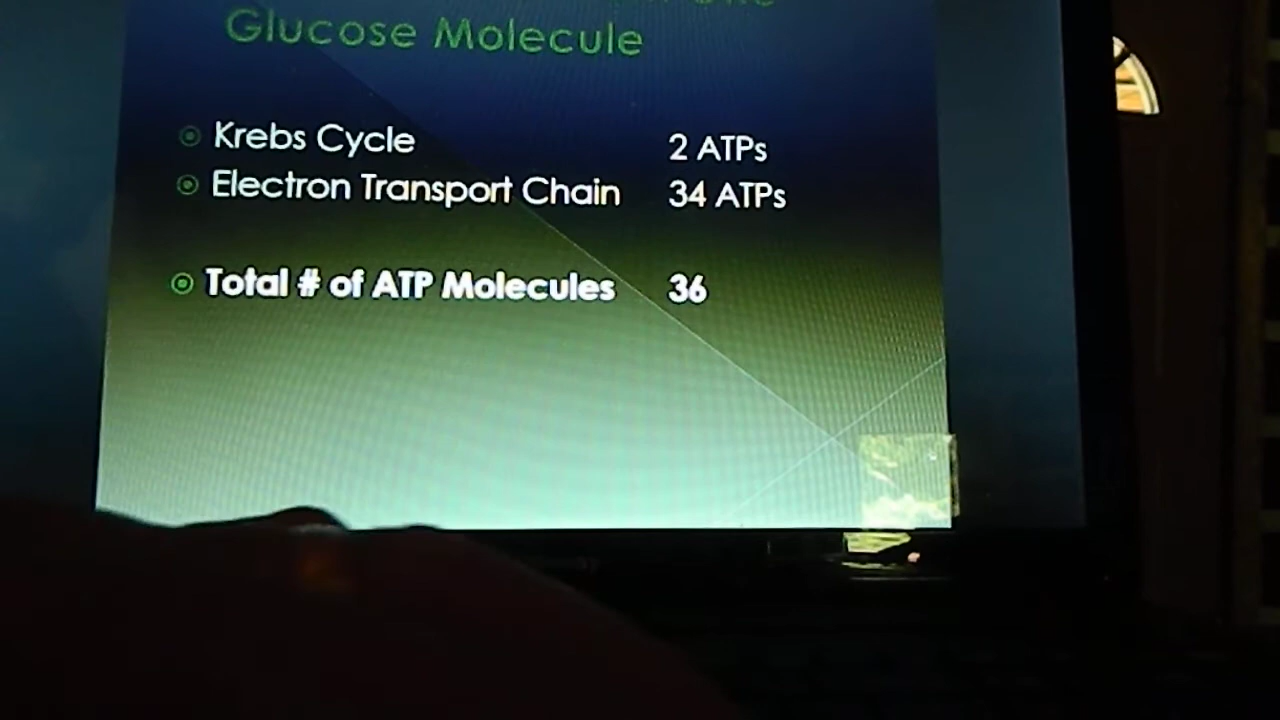 Glucose Molecule
Krebs Cycle 2 ATPs
Electron Transport Chain 34 ATPs
Total # of ATP Molecules 36